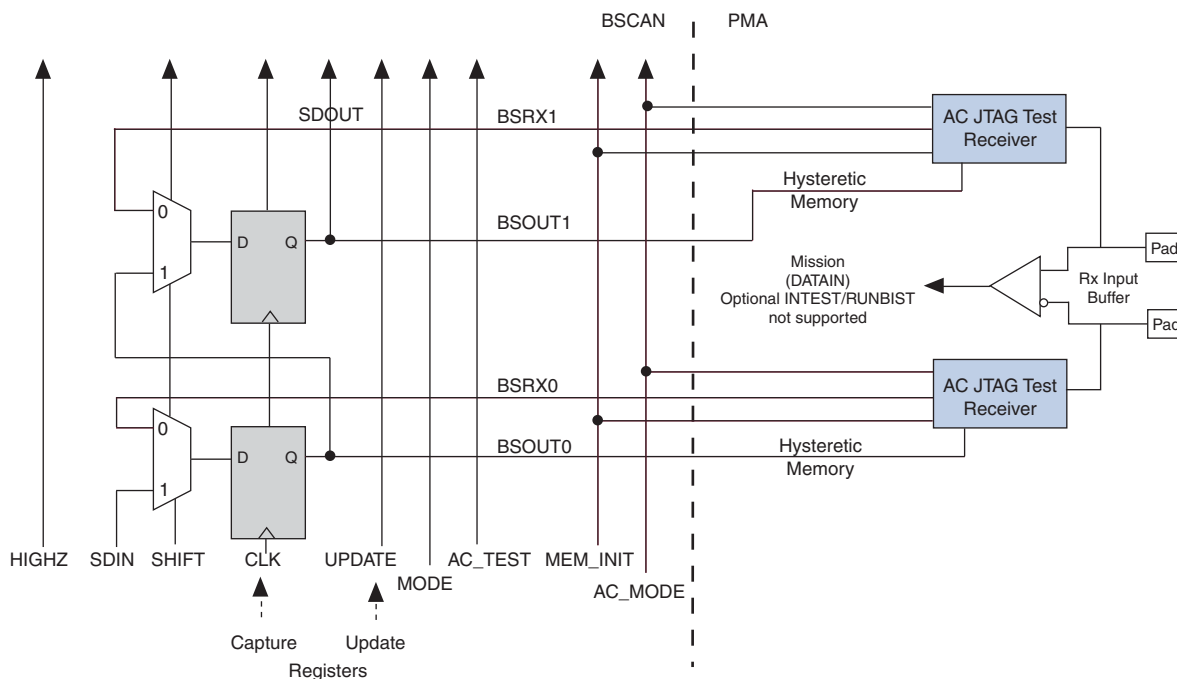 BSCAN
PMA
SDOUT
BSRX1
AC JTAG Test
Receiver
0
Hysteretic
Memory
D
Q
BSOUT1
1
Mission
(DATAIN)
Optional INTEST/RUNBIST
not supported
Rx Input
Buffer
Pad
Pad
BSRX0
AC JTAG Test
Receiver
0
D
Q
BSOUT0
Hysteretic
Memory
1
HIGHZ
SDIN
SHIFT
CLK
UPDATE
MODE
AC_TEST
MEM_INIT
AC_MODE
Capture
Update
Registers